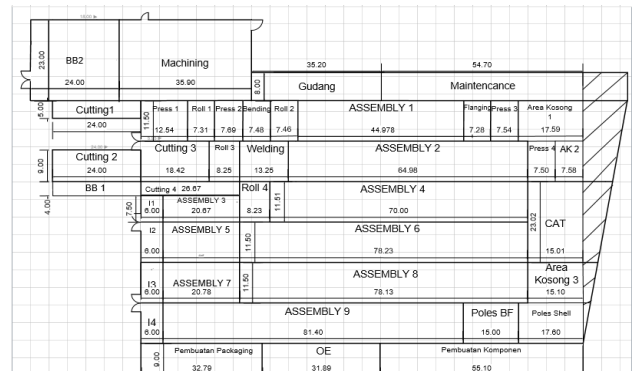 BB2
Machining
23.00
24.00
35.90
35.20
54.70
8.00
Gudang
Maintencance
5.00
Cutting1
24.00
11.50
Press 1
Roll 1
Press 2
Bending
Roll 2
ASSEMBLY 1
Flanging
Press 3
Area Kosong
1
12.54
7.31
7.69
7.48
7.46
44.978
7.28
7.54
17.59
9.00
Cutting 2
24.00
Cutting 3
Roll 3
Welding
ASSEMBLY 2
Press 4
AK 2
18.42
8.25
13.25
64.98
7.50
7.58
BB 1
4.00
Cutting 4 26.67
Roll 4
11.51
ASSEMBLY 4
7.50
I1
ASSEMBLY 3
6.00
20.67
8.23
70.00
23.02
CAT
15.01
I2
ASSEMBLY 5
11.50
ASSEMBLY 6
6.00
78.23
I3
ASSEMBLY 7
11.50
ASSEMBLY 8
Area
Kosong 3
6.00
20.78
78.13
15.10
I4
ASSEMBLY 9
Poles BF
Poles Shell
6.00
81.40
15.00
17.60
9.00
Pembuatan Packaging
OE
Pembuatan Komponen
32.79
31.89
55.10